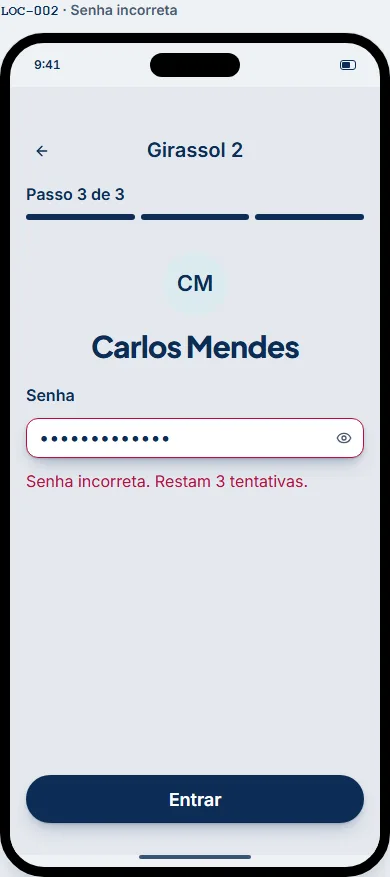 LOC-002 · Senha incorreta
9:41
Girassol 2
Passo 3 de 3
CM
Carlos Mendes
Senha
•••••••••••••
Senha incorreta. Restam 3 tentativas.
Entrar